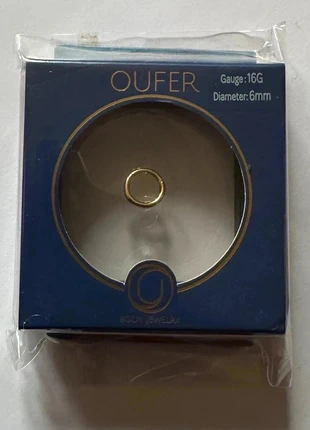 OUFER
Gauge:16G
Diameter:6mm
BODY JEWELRY